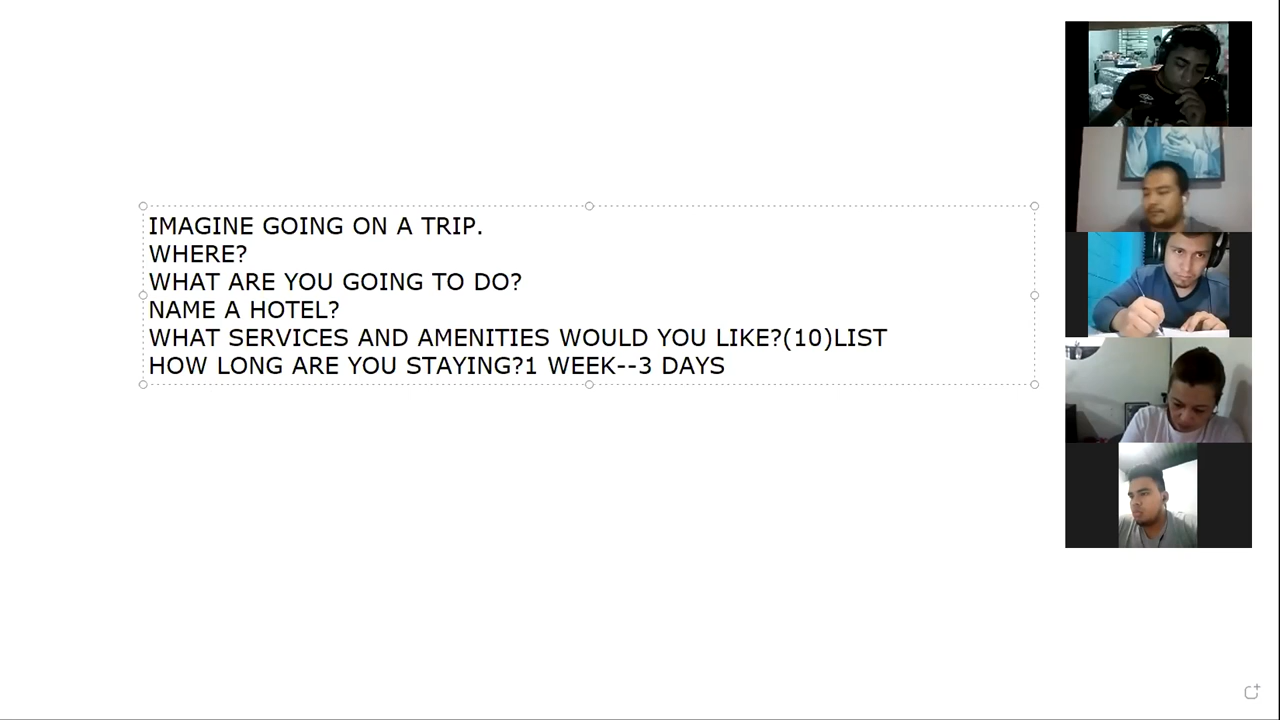 IMAGINE GOING ON A TRIP.
WHERE?
WHAT ARE YOU GOING TO DO?
NAME A HOTEL?
WHAT SERVICES AND AMENITIES WOULD YOU LIKE?(10)LIST
HOW LONG ARE YOU STAYING?1 WEEK--3 DAYS